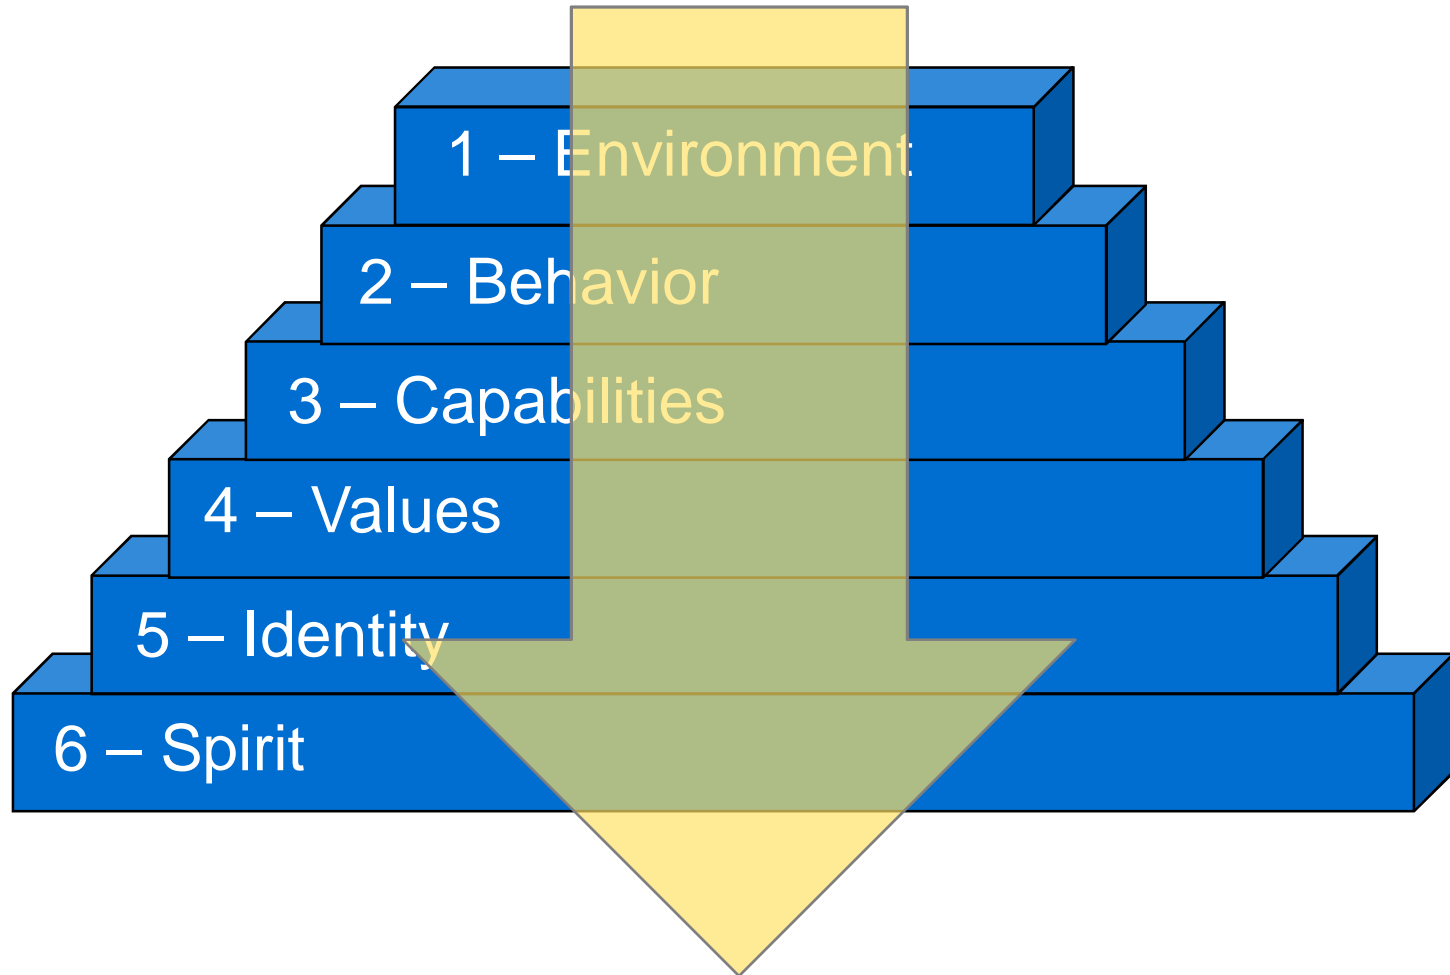 1 – Environment
2 – Behavior
3 – Capabilities
4 – Values
5 – Identity
6 – Spirit